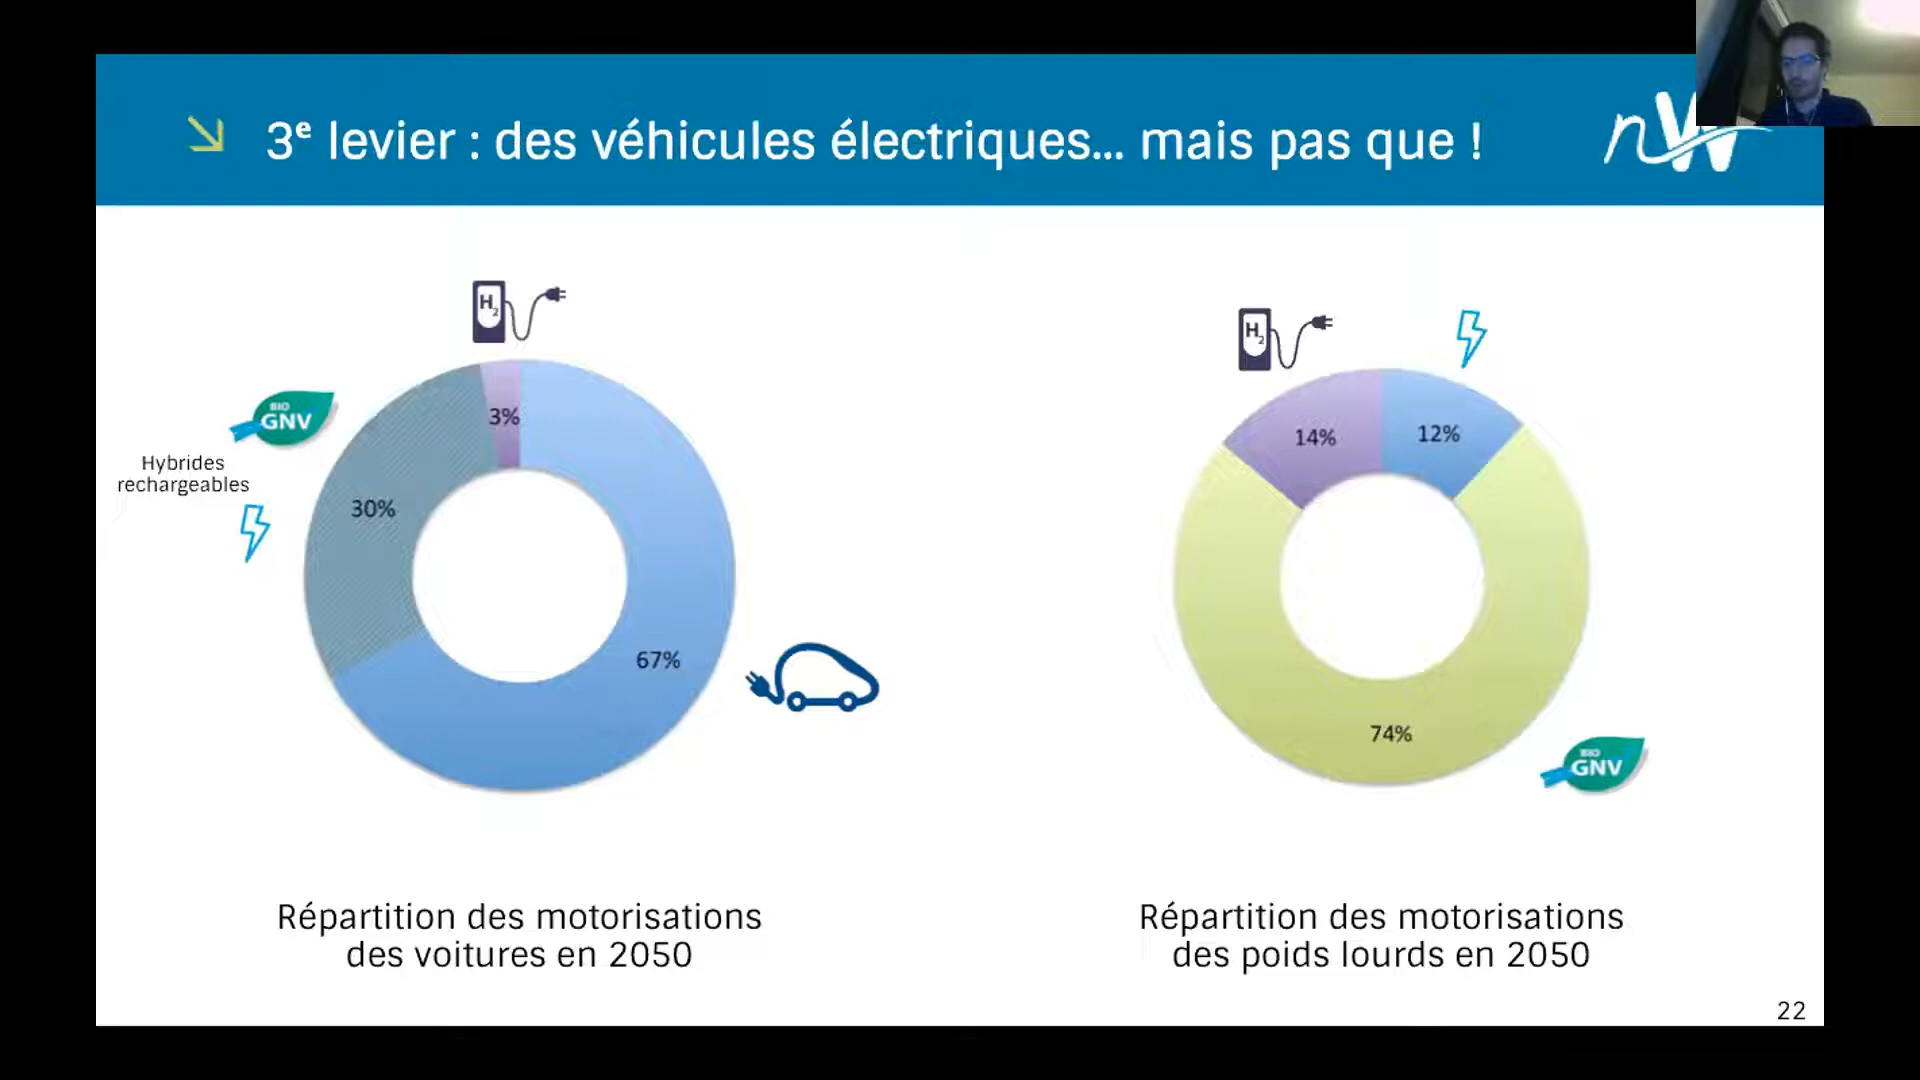 3e levier : des véhicules électriques... mais pas que !
nW
H2
BIO
GNV
Hybrides
rechargeables
3%
30%
67%
Répartition des motorisations
des voitures en 2050
H2
14%
12%
74%
BIO
GNV
Répartition des motorisations
des poids lourds en 2050
22